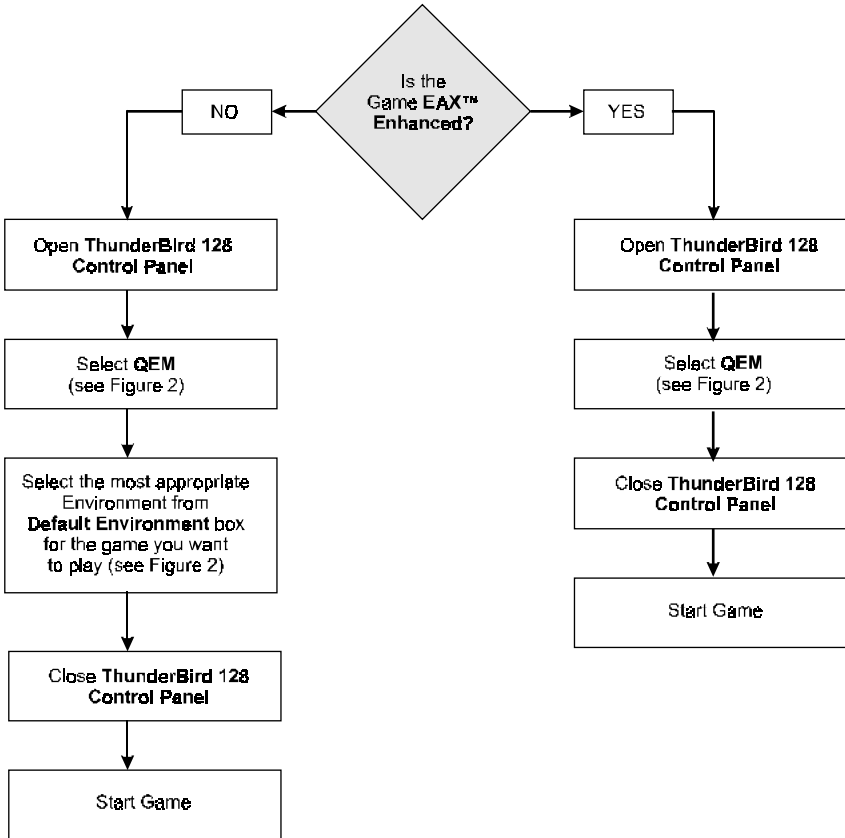 Is the
Game EAX™
Enhanced?
NO
YES
Open ThunderBird 128
Control Panel
Select QEM
(see Figure 2)
Select the most appropriate
Environment from
Default Environment box
for the game you want
to play (see Figure 2)
Close ThunderBird 128
Control Panel
Start Game
Open ThunderBird 128
Control Panel
Select QEM
(see Figure 2)
Close ThunderBird 128
Control Panel
Start Game